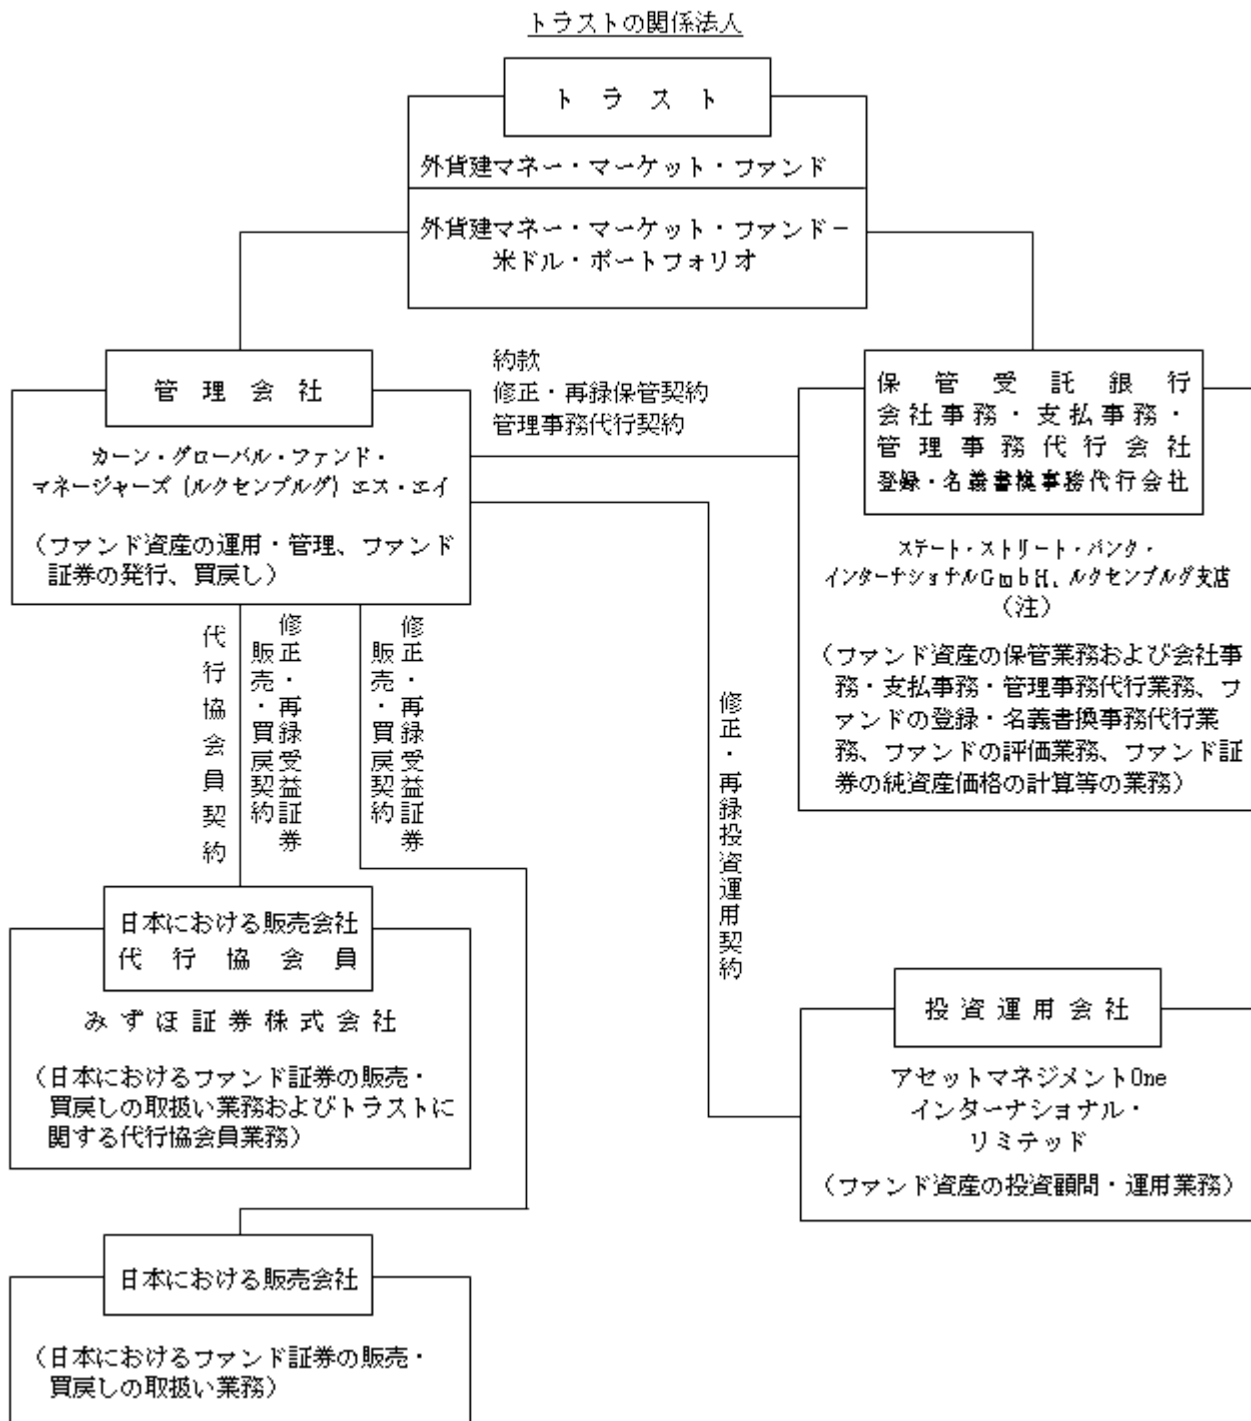 トラストの関係法人
トラスト
外貨建マネー・マーケット・ファンド
外貨建マネー・マーケット・ファンド－
米ドル・ポートフォリオ
管理会社
カーン・グローバル・ファンド・
マネージャーズ（ルクセンブルグ）エス・エイ
（ファンド資産の運用・管理、ファンド
証券の発行、買戻し）
約款
修正・再録保管契約
管理事務代行契約
保管受託銀行
会社事務・支払事務・
管理事務代行会社
登録・名義書換事務代行会社
ステート・ストリート・バンク・
インターナショナルＧｍｂＨ、ルクセンブルグ支店
（注）
（ファンド資産の保管業務および会社事
務・支払事務・管理事務代行業務、フ
ァンドの登録・名義書換事務代行業
務、ファンドの評価業務、ファンド証
券の純資産価格の計算等の業務）
代行協会員契約
修正・再録受益証券
販売・買戻契約
修正・再録受益証券
販売・買戻契約
修正・再録投資運用契約
日本における販売会社
代行協会員
みずほ証券株式会社
（日本におけるファンド証券の販売・
買戻しの取扱い業務およびトラストに
関する代行協会員業務）
投資運用会社
アセットマネジメントOne
インターナショナル・
リミテッド
（ファンド資産の投資顧問・運用業務）
日本における販売会社
（日本におけるファンド証券の販売・
買戻しの取扱い業務）